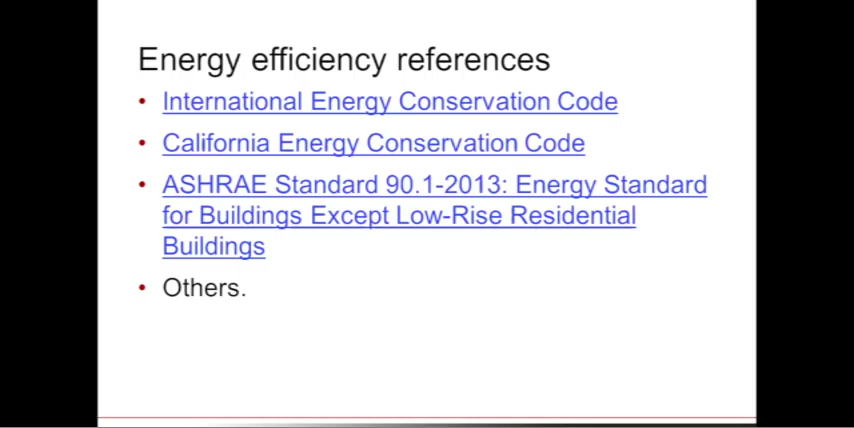 Energy efficiency references
• International Energy Conservation Code
• California Energy Conservation Code
• ASHRAE Standard 90.1-2013: Energy Standard
for Buildings Except Low-Rise Residential
Buildings
• Others.